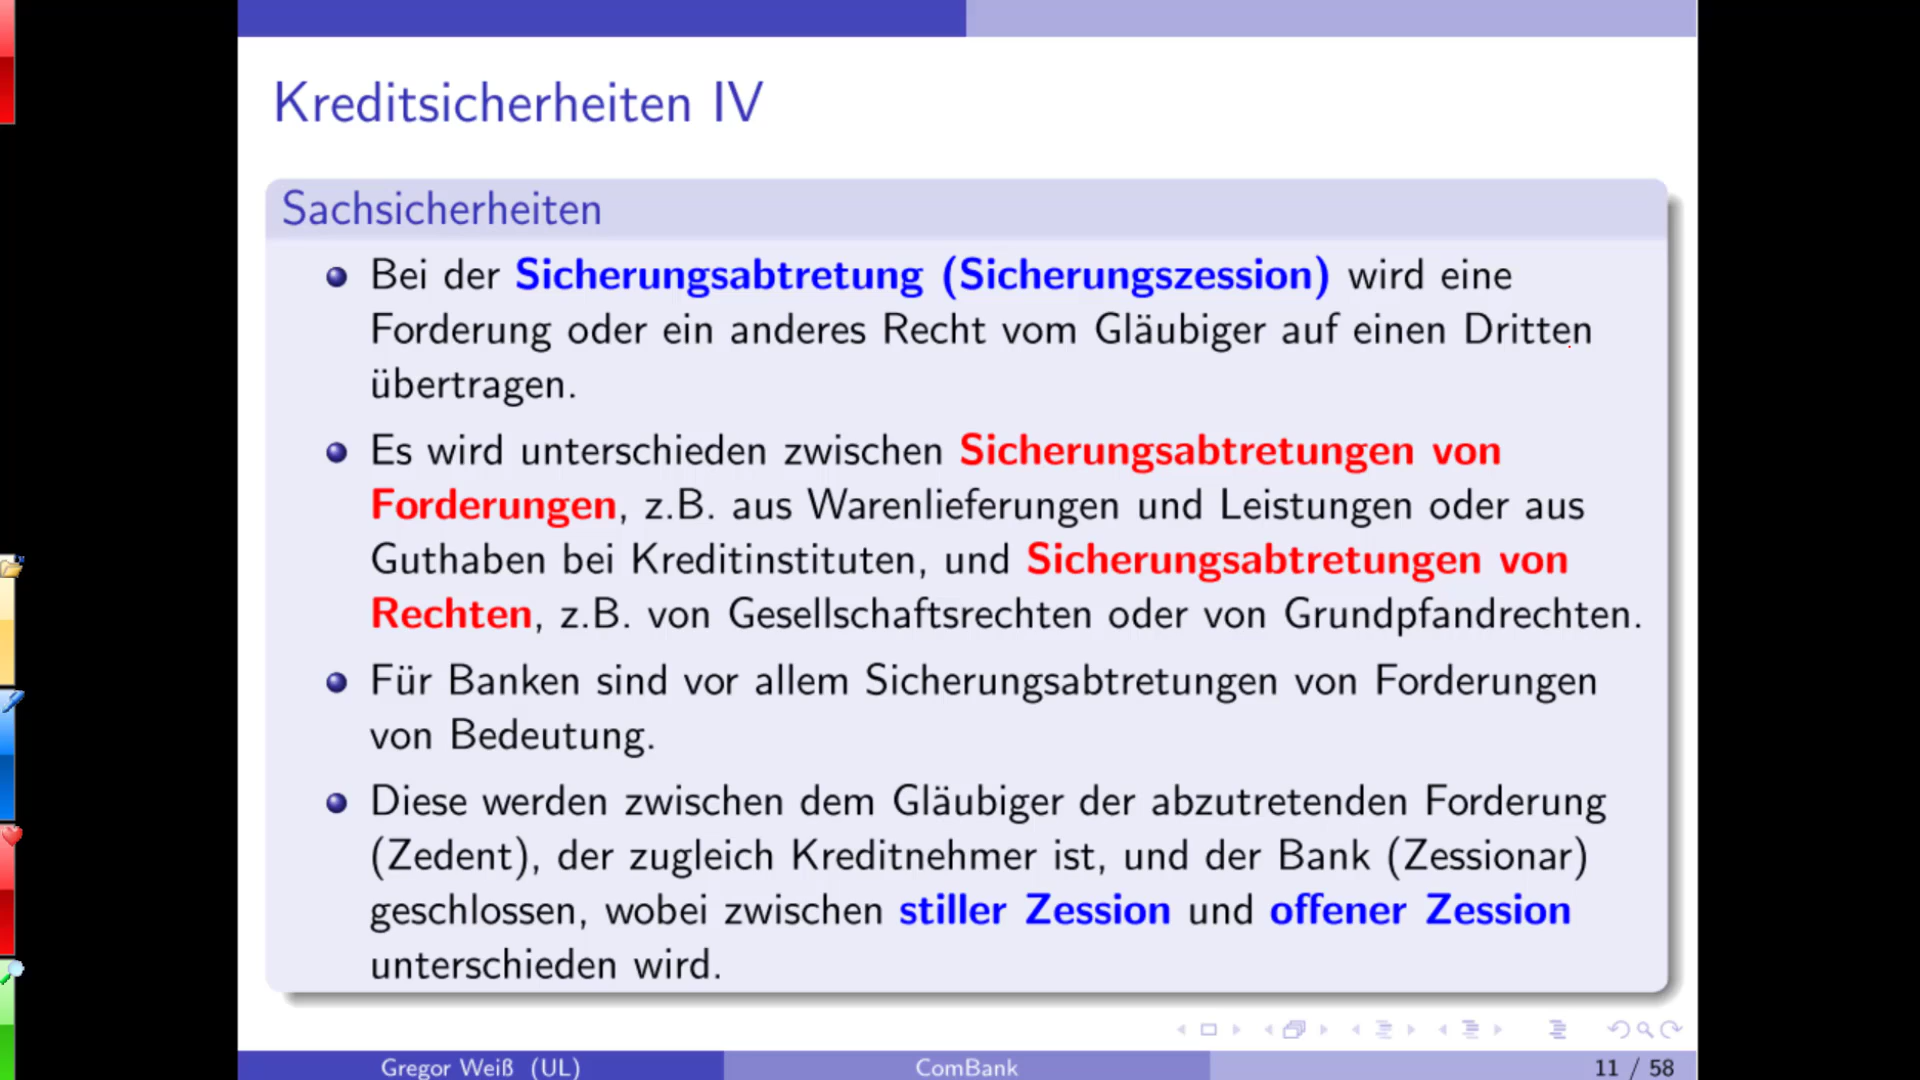 Kreditsicherheiten IV
Sachsicherheiten
Bei der Sicherungsabtretung (Sicherungszession) wird eine
Forderung oder ein anderes Recht vom Gläubiger auf einen Dritten
übertragen.
Es wird unterschieden zwischen Sicherungsabtretungen von
Forderungen, z.B. aus Warenlieferungen und Leistungen oder aus
Guthaben bei Kreditinstituten, und Sicherungsabtretungen von
Rechten, z.B. von Gesellschaftsrechten oder von Grundpfandrechten.
Für Banken sind vor allem Sicherungsabtretungen von Forderungen
von Bedeutung.
Diese werden zwischen dem Gläubiger der abzutretenden Forderung
(Zedent), der zugleich Kreditnehmer ist, und der Bank (Zessionar)
geschlossen, wobei zwischen stiller Zession und offener Zession
unterschieden wird.
Gregor Weiß (UL) ComBank 11 / 58